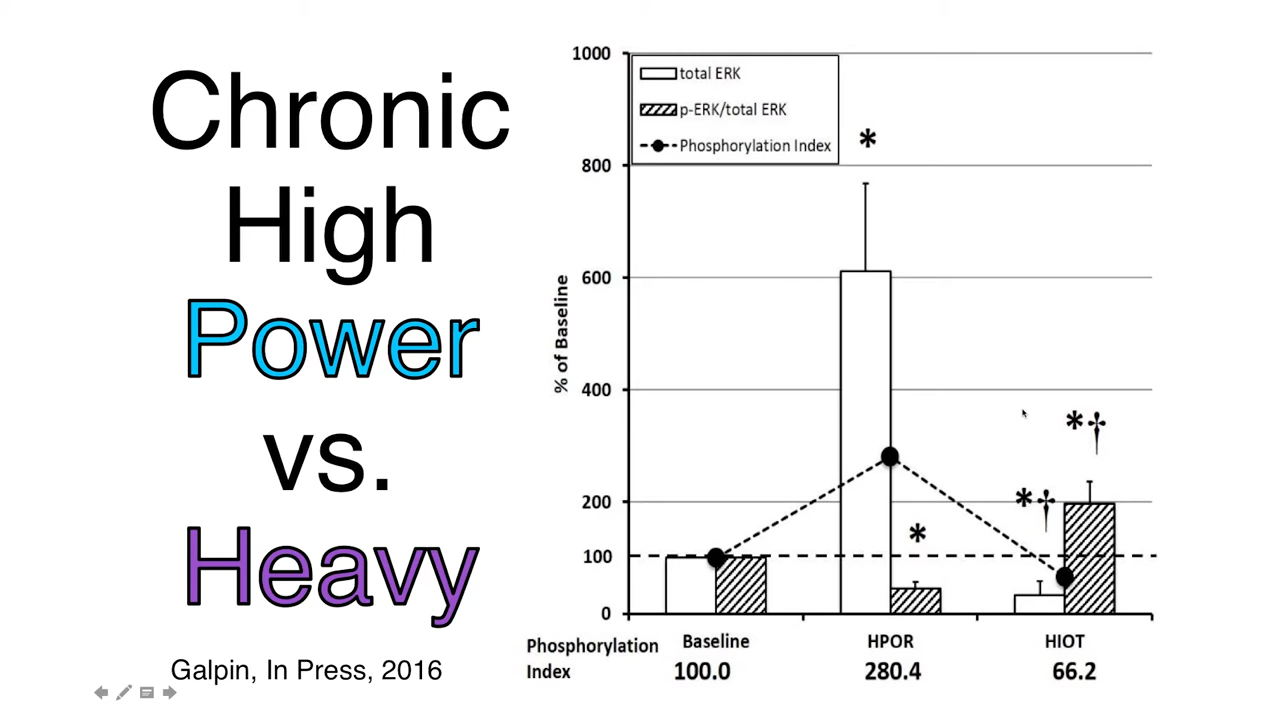 Chronic
High
Power
vs.
Heavy
Galpin, In Press, 2016
total ERK
p-ERK/total ERK
Phosphorylation Index
% of Baseline
1000
800
600
400
200
100
0
*
*
*†
*†
Baseline
HPOR
HIOT
Phosphorylation
Index
100.0
280.4
66.2